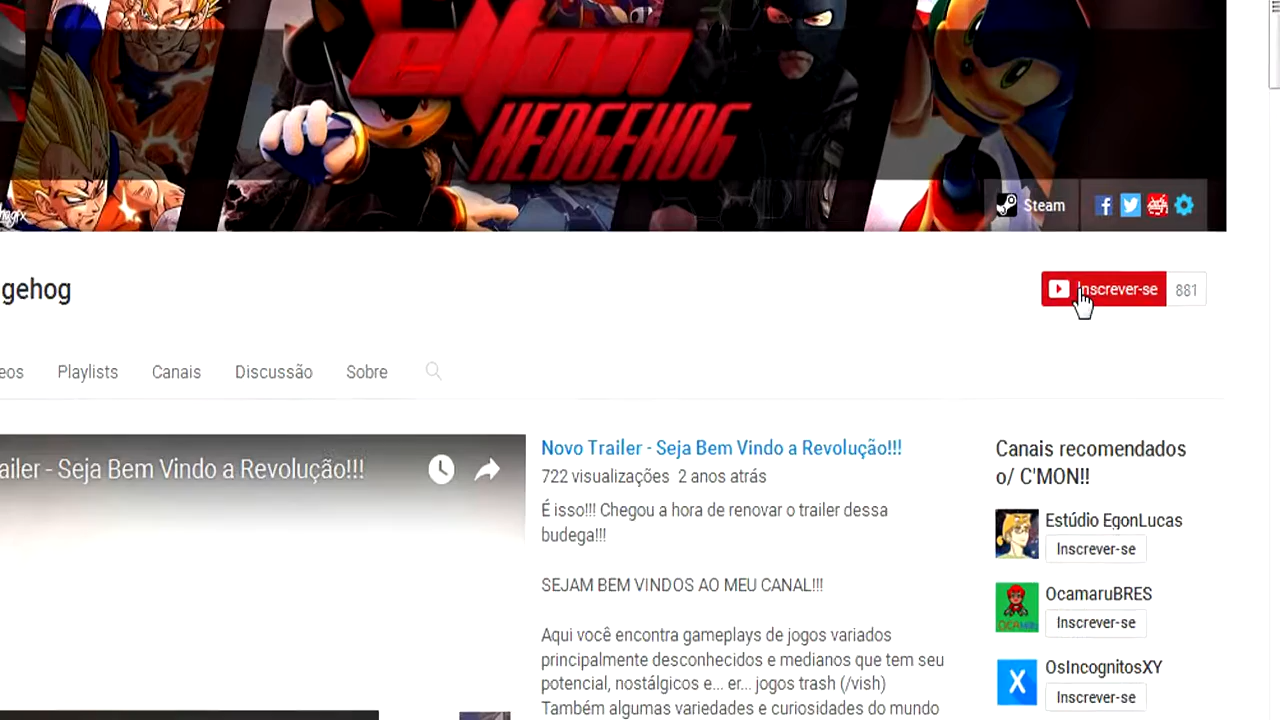 ellon
HEDGEHOG
Steam
gehog
Inscrever-se 881
eos Playlists Canais Discussão Sobre
ailer - Seja Bem Vindo a Revolução!!!
Novo Trailer - Seja Bem Vindo a Revolução!!!
722 visualizações 2 anos atrás
É isso!!! Chegou a hora de renovar o trailer dessa
budega!!!
SEJAM BEM VINDOS AO MEU CANAL!!!
Aqui você encontra gameplays de jogos variados
principalmente desconhecidos e medianos que tem seu
potencial, nostálgicos e... er... jogos trash (/vish)
Também algumas variedades e curiosidades do mundo
Canais recomendados
o/ C'MON!!
Estúdio EgonLucas
Inscrever-se
OcamaruBRES
Inscrever-se
OsIncognitosXY
Inscrever-se